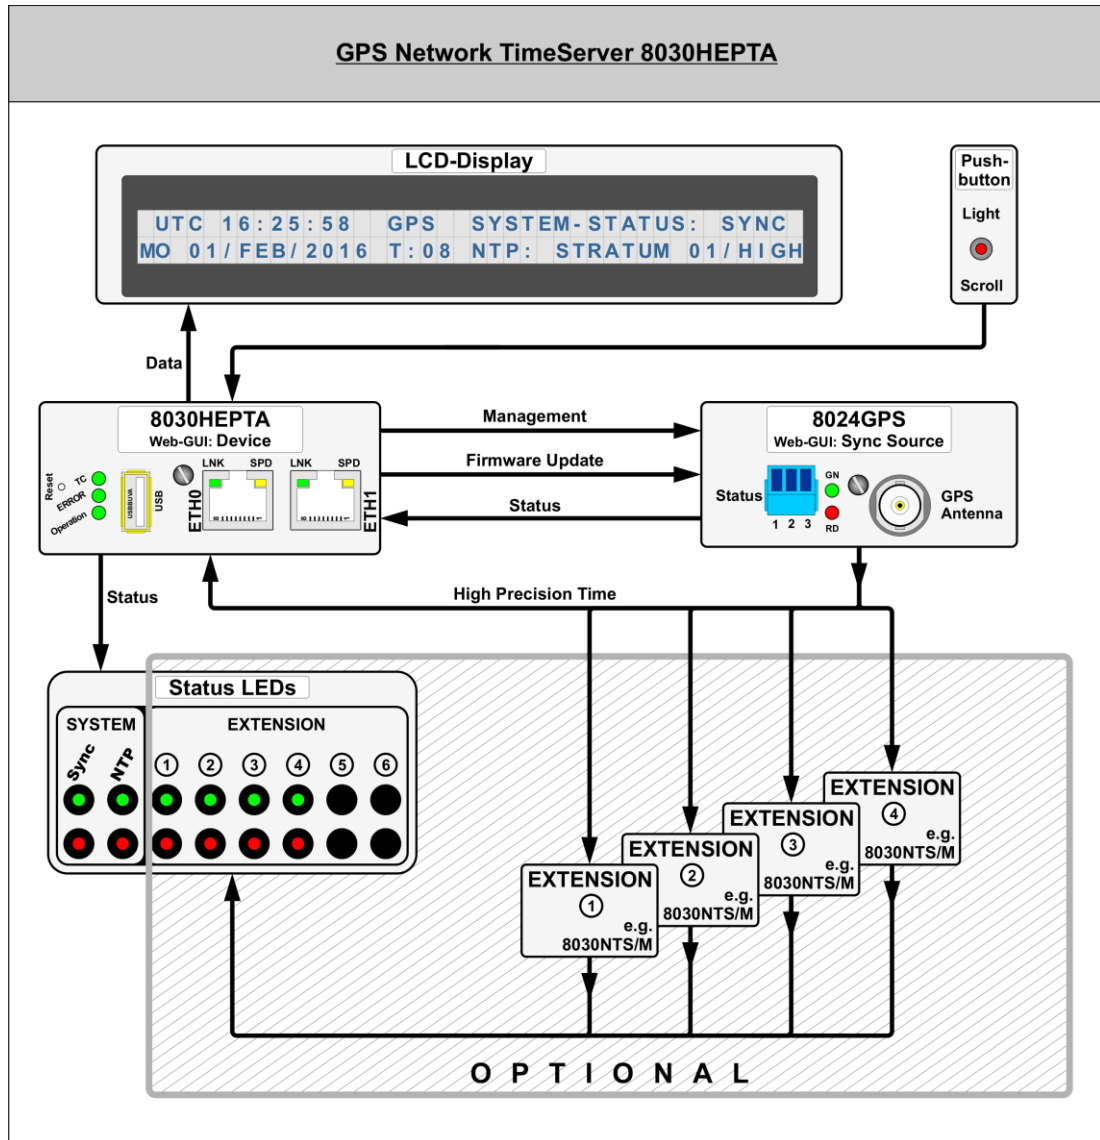 GPS Network TimeServer 8030HEPTA
LCD-Display
UTC 16:25:58 GPS SYSTEM-STATUS: SYNC
MO 01/FEB/2016 T:08 NTP: STRATUM 01/HIGH
Push-
button
Light
Scroll
Data
8030HEPTA
Web-GUI: Device
Reset
TC
ERROR
Operation
USB
ETH0
LNK SPD
8 1
LNK SPD
8 1
ETH1
Management
Firmware Update
Status
8024GPS
Web-GUI: Sync Source
Status
1 2 3
GN
RD
GPS
Antenna
Status
High Precision Time
Status LEDs
SYSTEM
EXTENSION
Sync
NTP
1 2 3 4 5 6
EXTENSION
4
e.g.
8030NTS/M
EXTENSION
3
e.g.
8030NTS/M
EXTENSION
2
e.g.
8030NTS/M
EXTENSION
1
e.g.
8030NTS/M
OPTIONAL